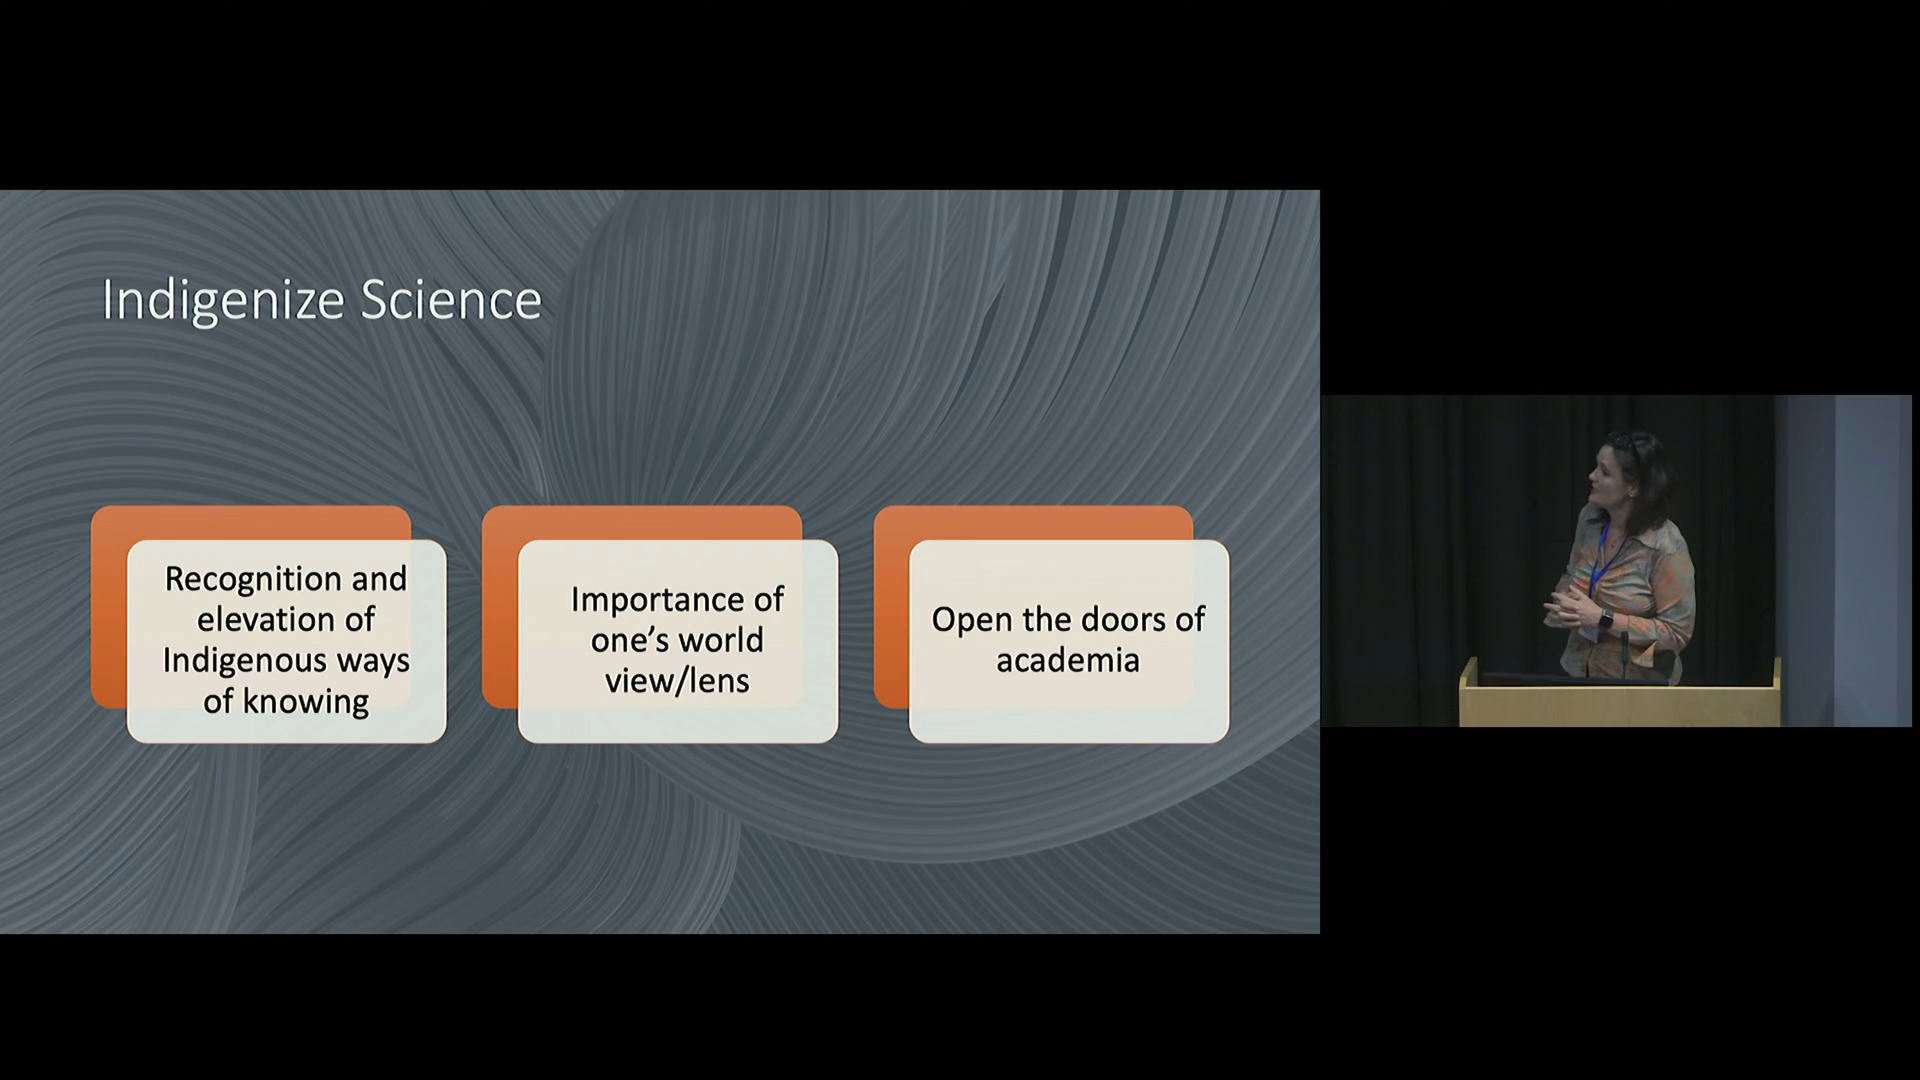 Indigenize Science
Recognition and
elevation of
Indigenous ways
of knowing
Importance of
one’s world
view/lens
Open the doors of
academia